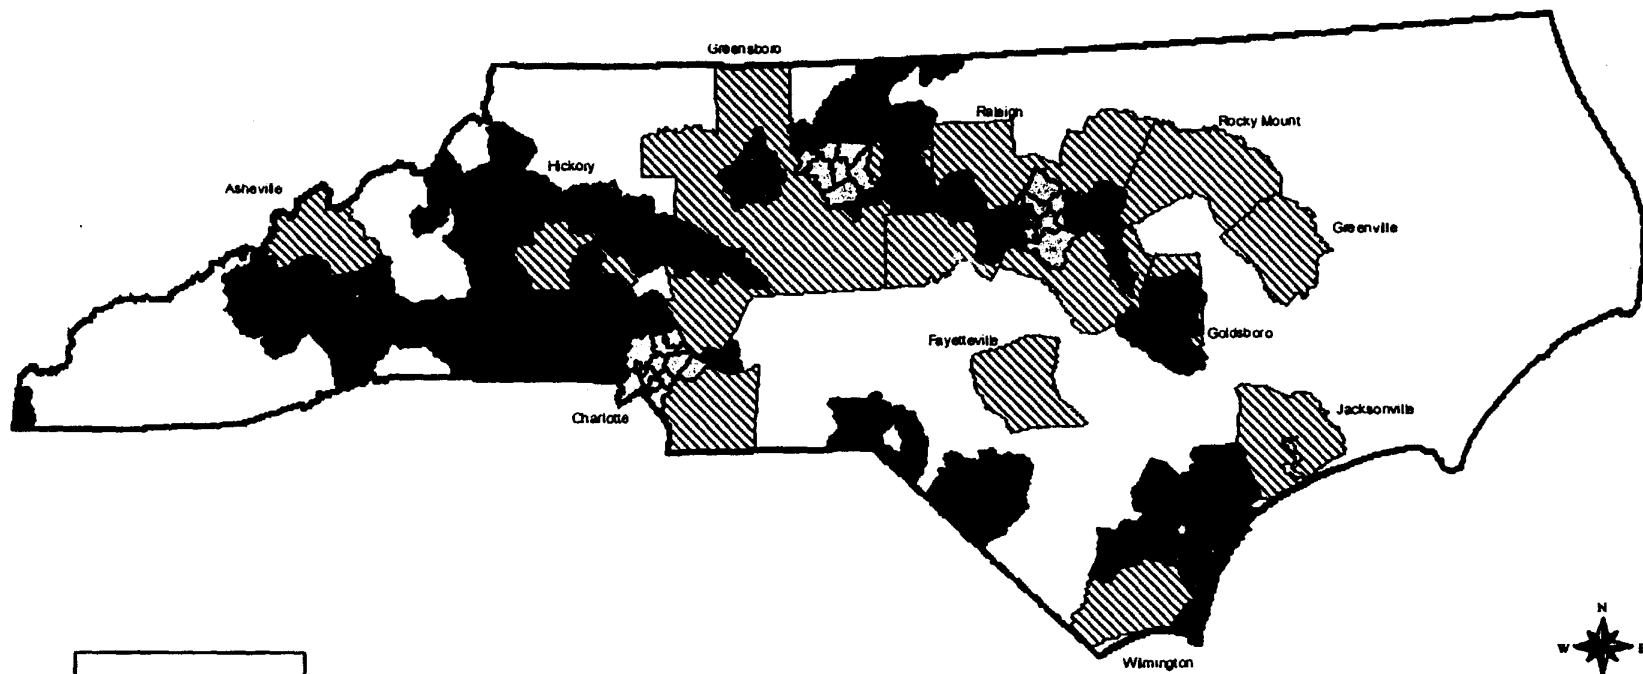 Greensboro
Raleigh
Rocky Mount
Hickory
Asheville
Greenville
Goldsboro
Fayetteville
Jacksonville
Charlotte
N
W
E
Wilmington